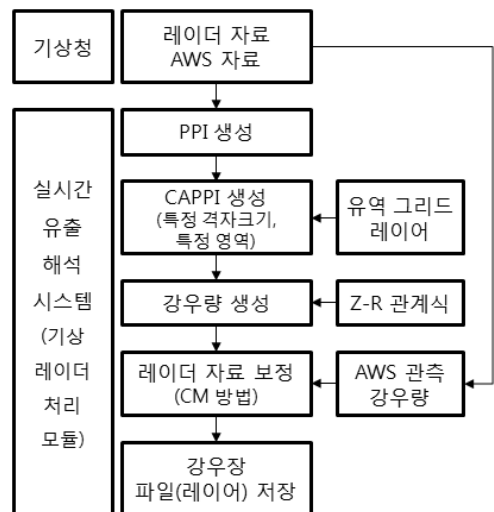 기상청
레이더 자료
AWS 자료
실시간
유출
해석
시스템
(기상
레이더
처리
모듈)
PPI 생성
CAPPI 생성
(특정 격자크기,
특정 영역)
유역 그리드
레이어
강우량 생성
Z-R 관계식
레이더 자료 보정
(CM 방법)
AWS 관측
강우량
강우장
파일(레이어) 저장